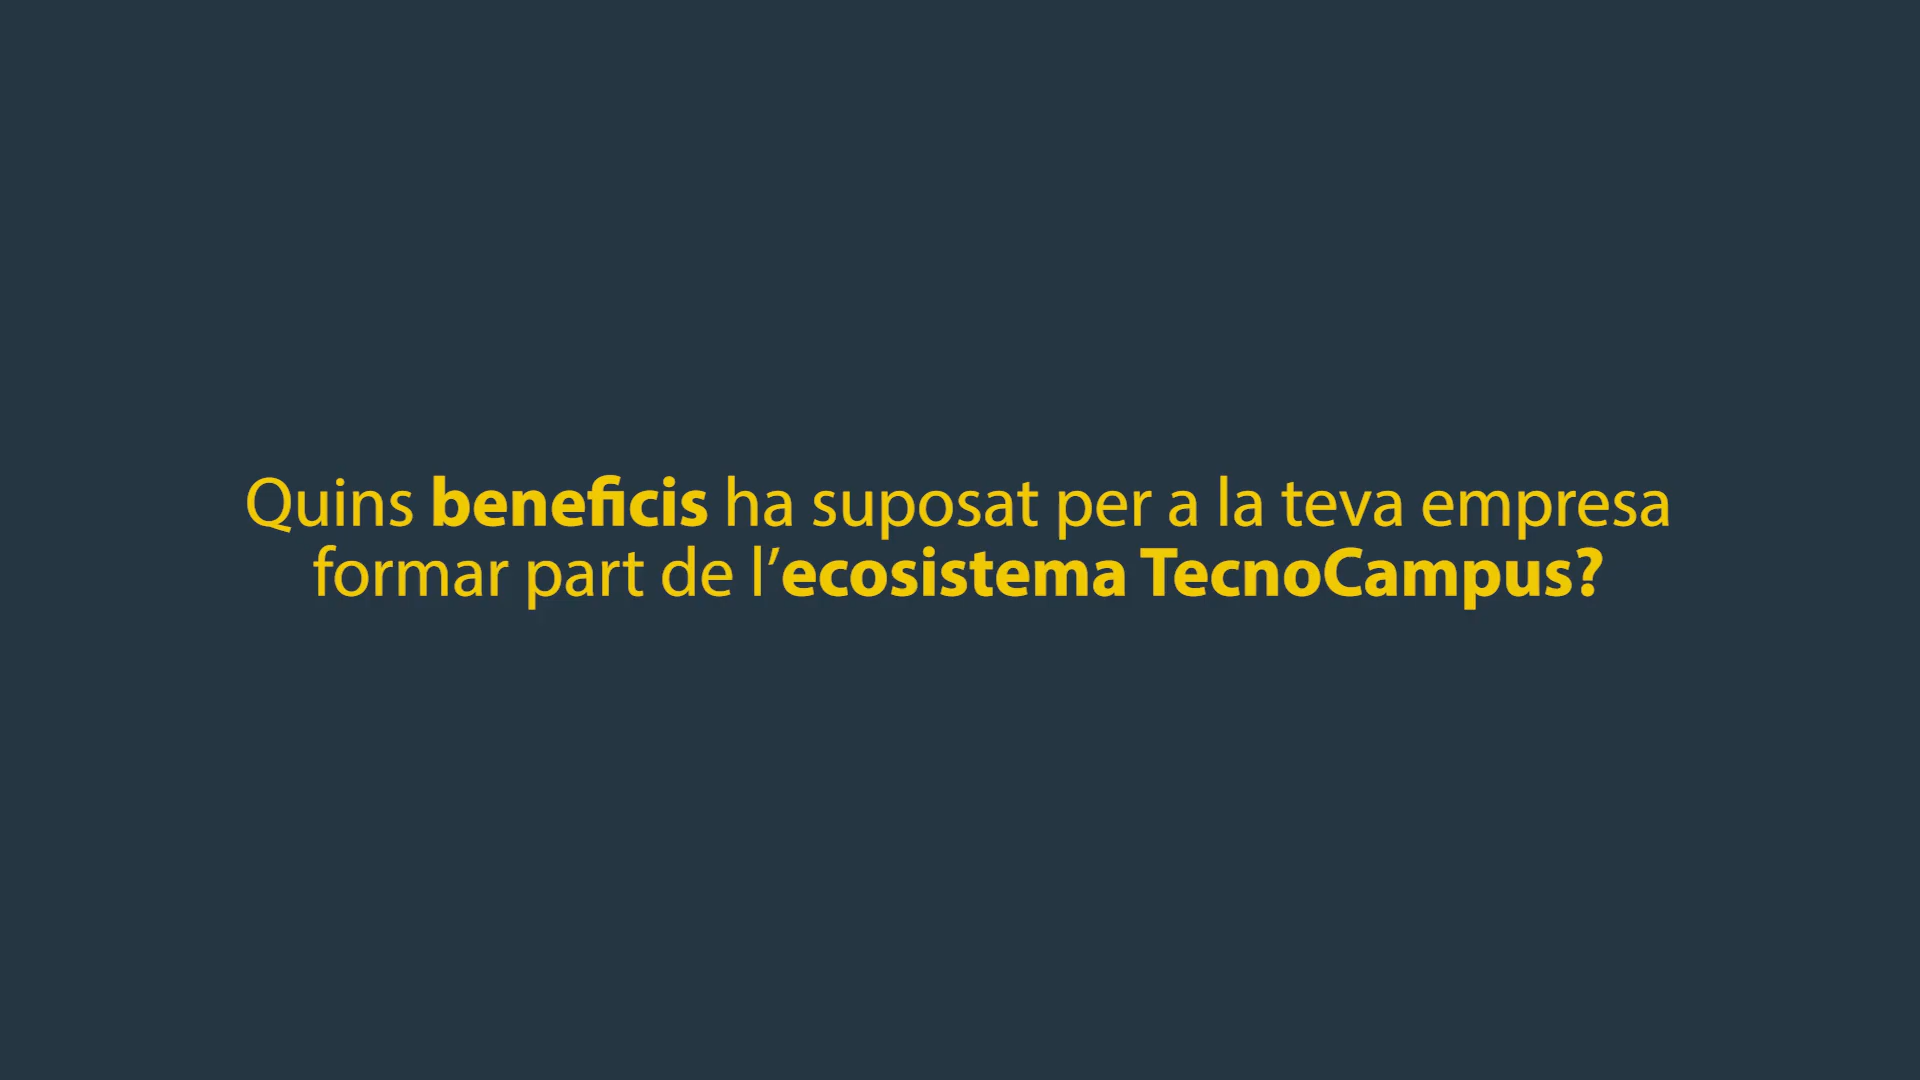 Quins beneficis ha suposat per a la teva empresa
formar part de l’ecosistema TecnoCampus?